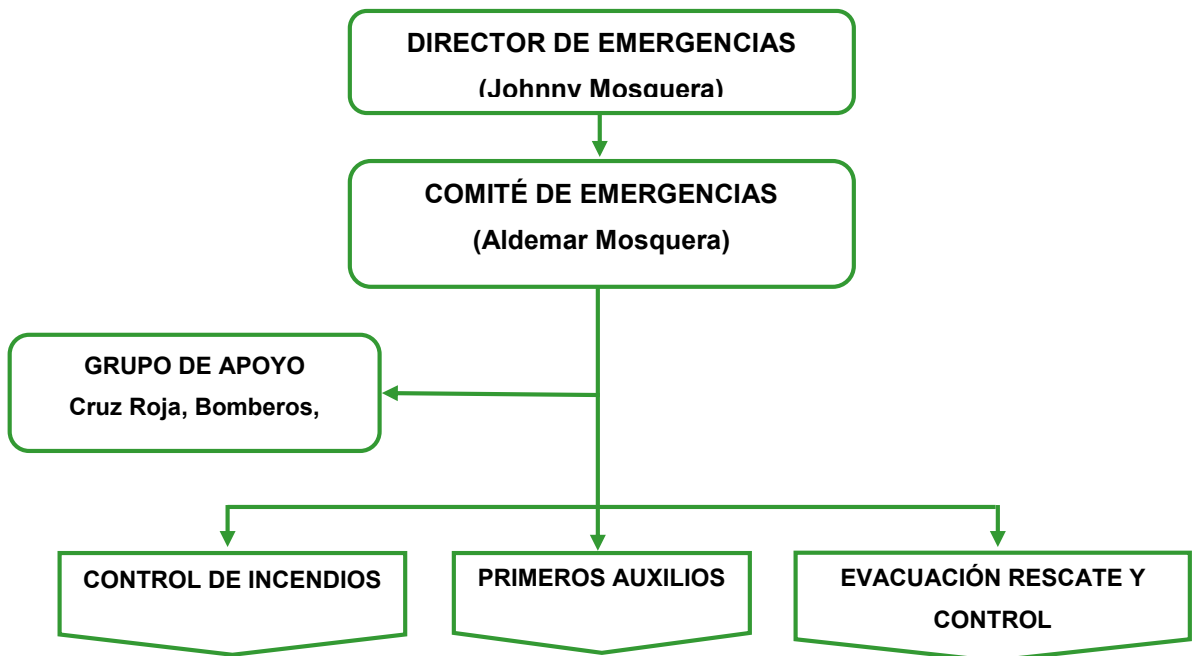 DIRECTOR DE EMERGENCIAS
(Johnny Mosquera)
COMITÉ DE EMERGENCIAS
(Aldemar Mosquera)
GRUPO DE APOYO
Cruz Roja, Bomberos,
CONTROL DE INCENDIOS
PRIMEROS AUXILIOS
EVACUACIÓN RESCATE Y
CONTROL